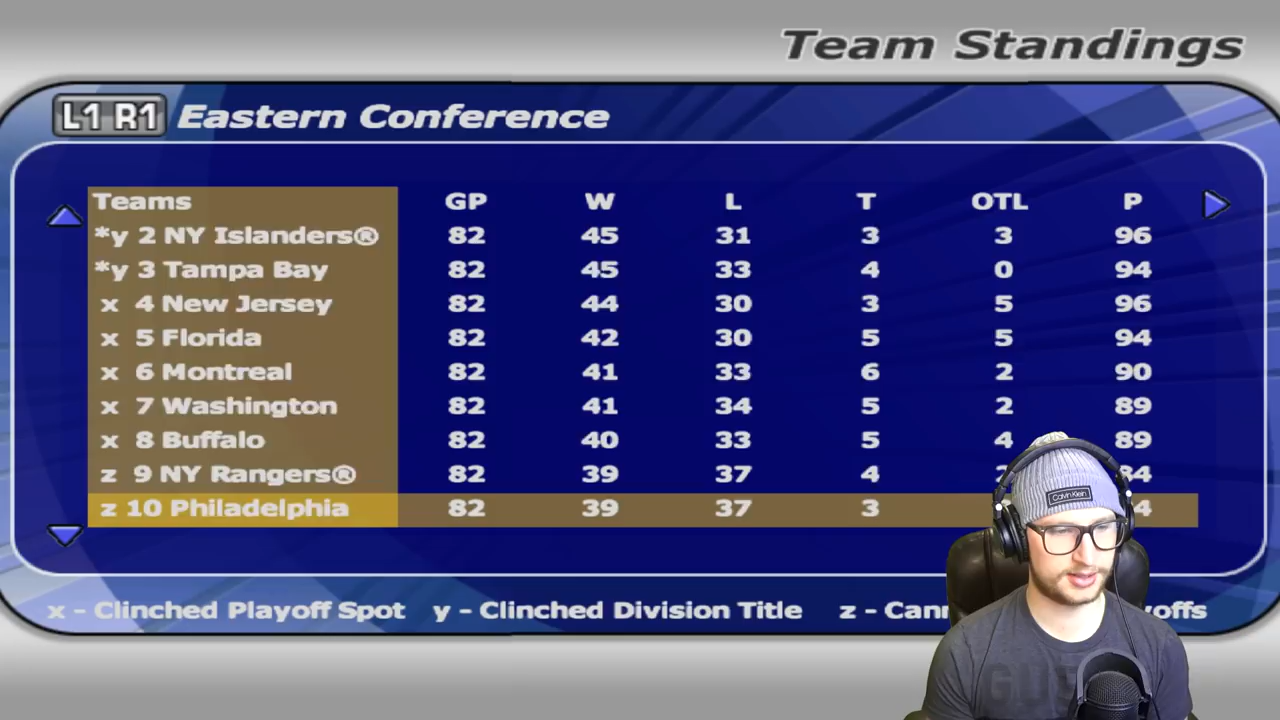 Team Standings
L1 R1 Eastern Conference
Teams GP W L T OTL P
*y 2 NY Islanders® 82 45 31 3 3 96
*y 3 Tampa Bay 82 45 33 4 0 94
x 4 New Jersey 82 44 30 3 5 96
x 5 Florida 82 42 30 5 5 94
x 6 Montreal 82 41 33 6 2 90
x 7 Washington 82 41 34 5 2 89
x 8 Buffalo 82 40 33 5 4 89
z 9 NY Rangers® 82 39 37 4
z 10 Philadelphia 82 39 37 3
x - Clinched Playoff Spot y - Clinched Division Title z -
Calvin Klein